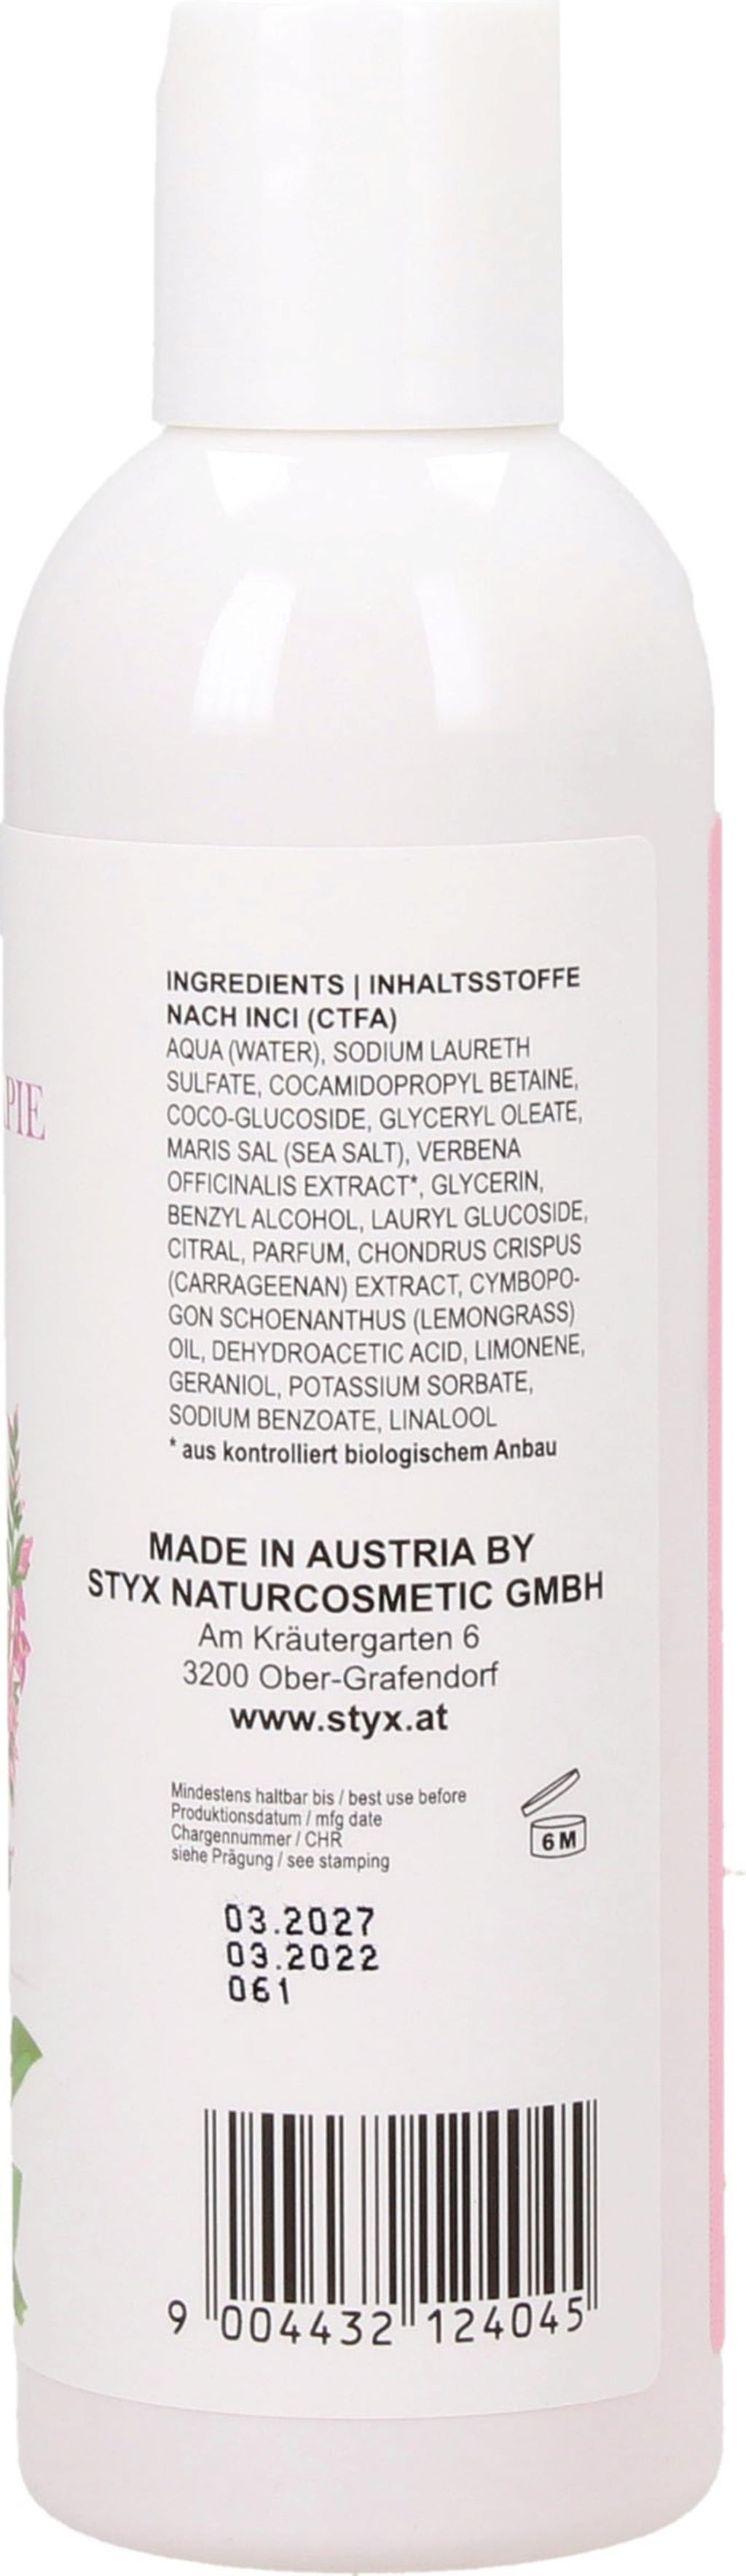 PIE
INGREDIENTS | INHALTSSTOFFE
NACH INCI (CTFA)
AQUA (WATER), SODIUM LAURETH
SULFATE, COCAMIDOPROPYL BETAINE,
COCO-GLUCOSIDE, GLYCERYL OLEATE,
MARIS SAL (SEA SALT), VERBENA
OFFICINALIS EXTRACT*, GLYCERIN,
BENZYL ALCOHOL, LAURYL GLUCOSIDE,
CITRAL, PARFUM, CHONDRUS CRISPUS
(CARRAGEENAN) EXTRACT, CYMBOPO-
GON SCHOENANTHUS (LEMONGRASS)
OIL, DEHYDROACETIC ACID, LIMONENE,
GERANIOL, POTASSIUM SORBATE,
SODIUM BENZOATE, LINALOOL
* aus kontrolliert biologischem Anbau
MADE IN AUSTRIA BY
STYX NATURCOSMETIC GMBH
Am Kräutergarten 6
3200 Ober-Grafendorf
www.styx.at
Mindestens haltbar bis / best use before
Produktionsdatum / mfg date
Chargennummer / CHR
siehe Prägung / see stamping
6 M
03.2027
03.2022
061
9 004432 124045